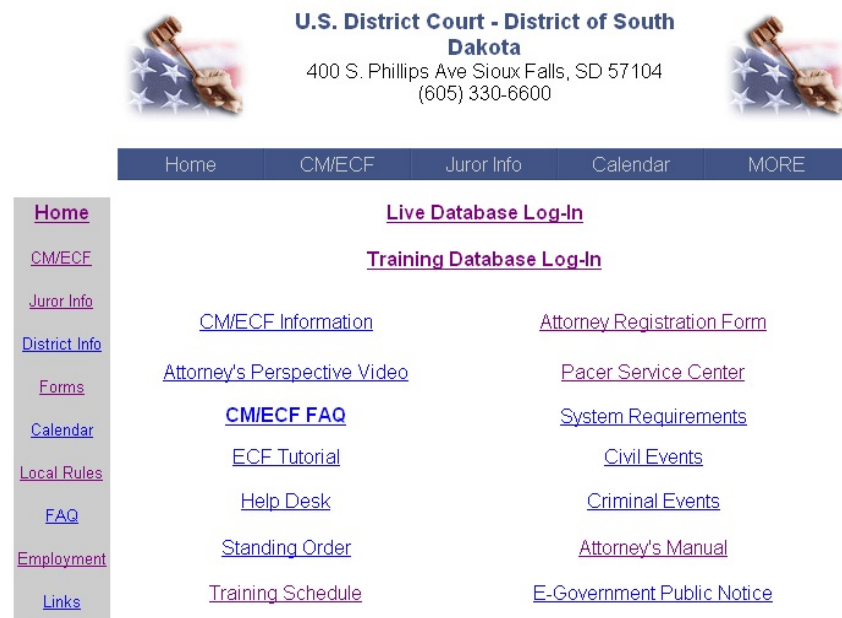 U.S. District Court - District of South
Dakota
400 S. Phillips Ave Sioux Falls, SD 57104
(605) 330-6600
Home CM/ECF Juror Info Calendar MORE
Home
CM/ECF
Juror Info
District Info
Forms
Calendar
Local Rules
FAQ
Employment
Links
Live Database Log-In
Training Database Log-In
CM/ECF Information Attorney Registration Form
Attorney's Perspective Video Pacer Service Center
CM/ECF FAQ System Requirements
ECF Tutorial Civil Events
Help Desk Criminal Events
Standing Order Attorney's Manual
Training Schedule E-Government Public Notice